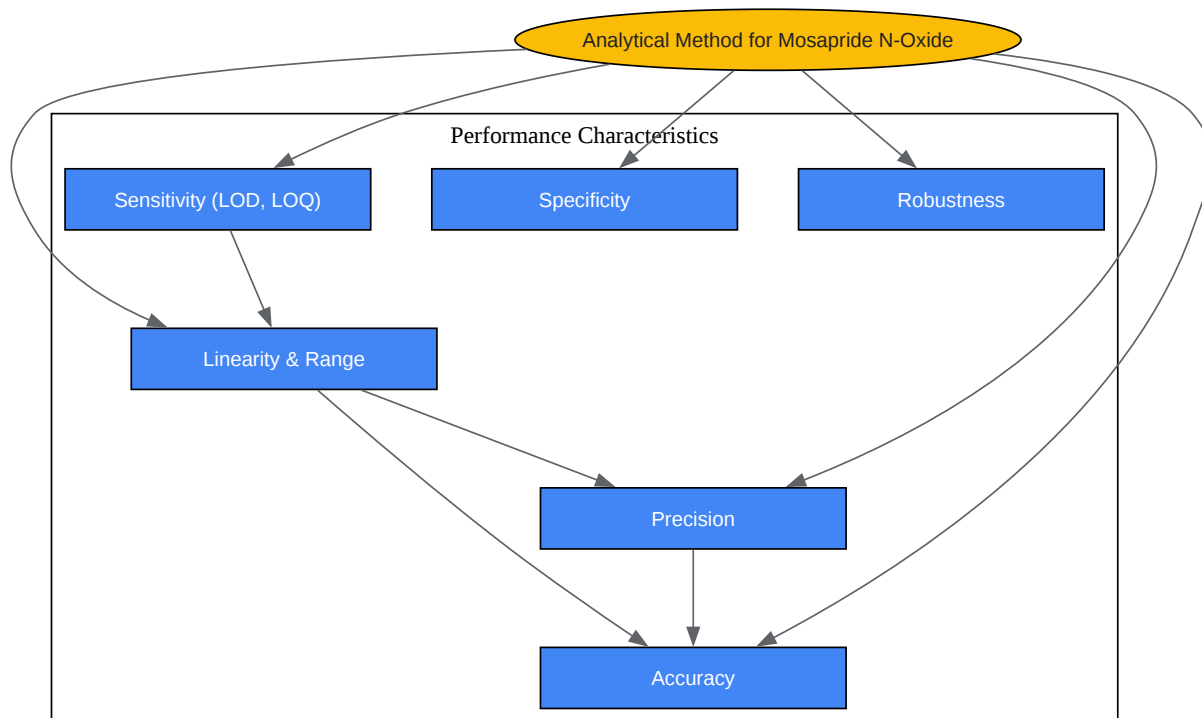 Analytical Method for Mosapride N-Oxide
Performance Characteristics
Sensitivity (LOD, LOQ)
Specificity
Robustness
Linearity & Range
Precision
Accuracy